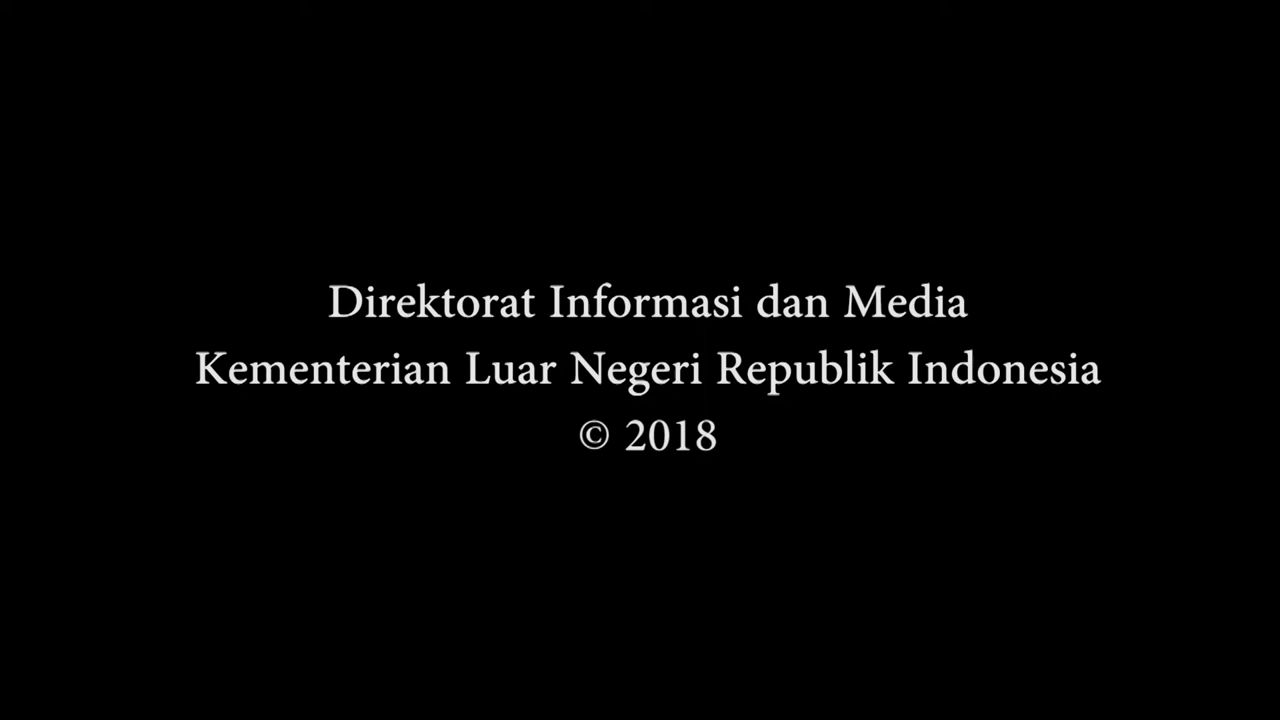 Direktorat Informasi dan Media
Kementerian Luar Negeri Republik Indonesia
© 2018